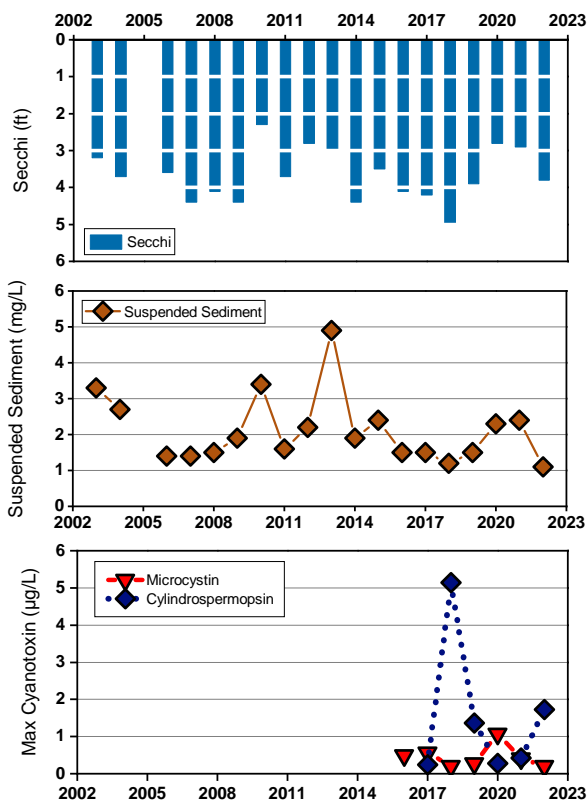 2002 2005 2008 2011 2014 2017 2020 2023
0
1
2
3
4
5
6
Secchi (ft)
Secchi
6
5
4
3
2
1
0
Suspended Sediment (mg/L)
Suspended Sediment
2002 2005 2008 2011 2014 2017 2020 2023
6
5
4
3
2
1
0
Max Cyanotoxin (µg/L)
Microcystin
Cylindrospermopsin
2002 2005 2008 2011 2014 2017 2020 2023